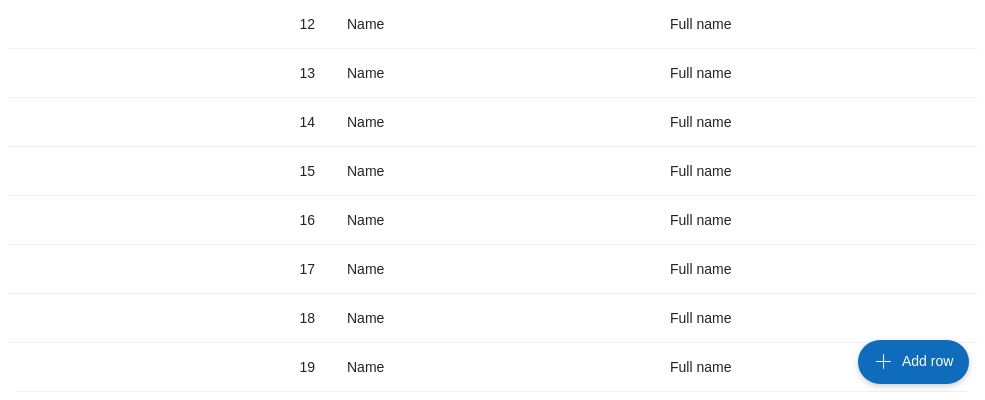 12 Name Full name
13 Name Full name
14 Name Full name
15 Name Full name
16 Name Full name
17 Name Full name
18 Name Full name
19 Name Full name
Add row